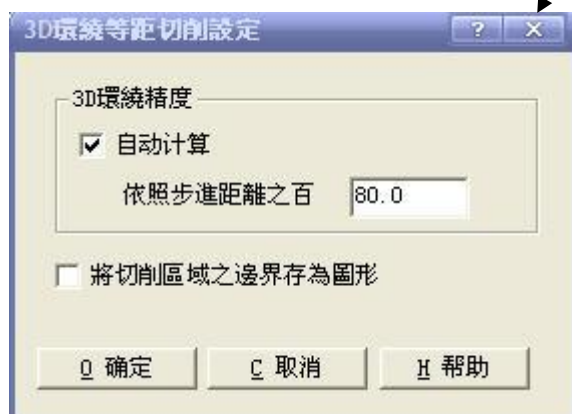 3D環繞等距切削設定
3D環繞精度
自动计算
依照步進距離之百 80.0
將切削區域之邊界存為圖形
O 确定 C 取消 H 帮助